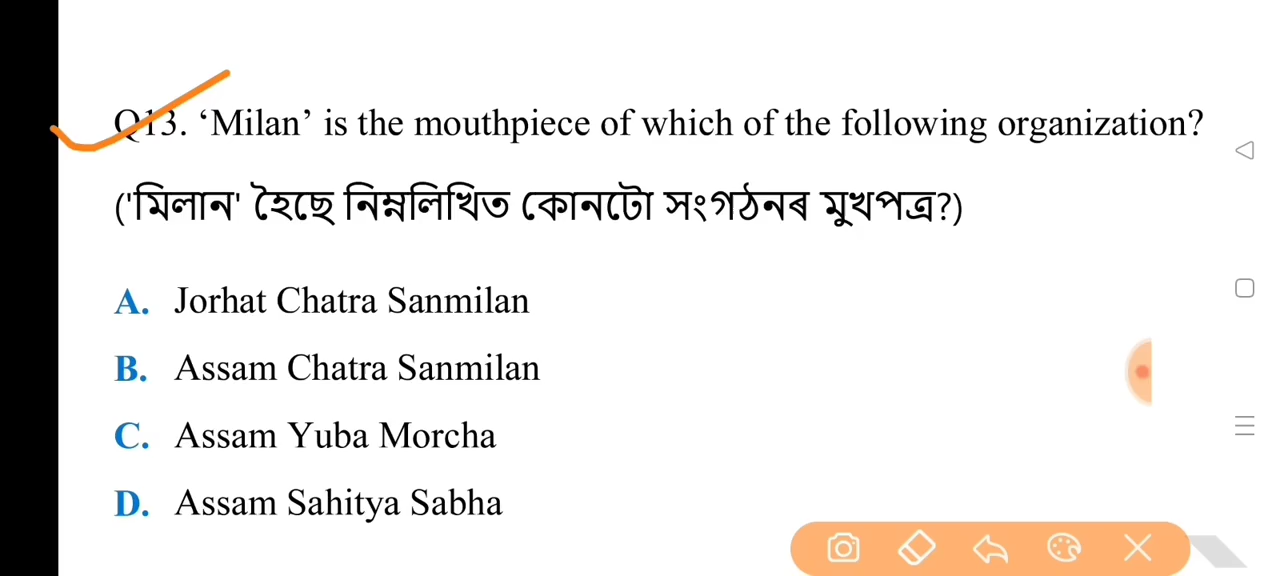 Q13. ‘Milan’ is the mouthpiece of which of the following organization?
('মিলান' হৈছে নিম্নলিখিত কোনটো সংগঠনৰ মুখপত্ৰ?)
A. Jorhat Chatra Sanmilan
B. Assam Chatra Sanmilan
C. Assam Yuba Morcha
D. Assam Sahitya Sabha